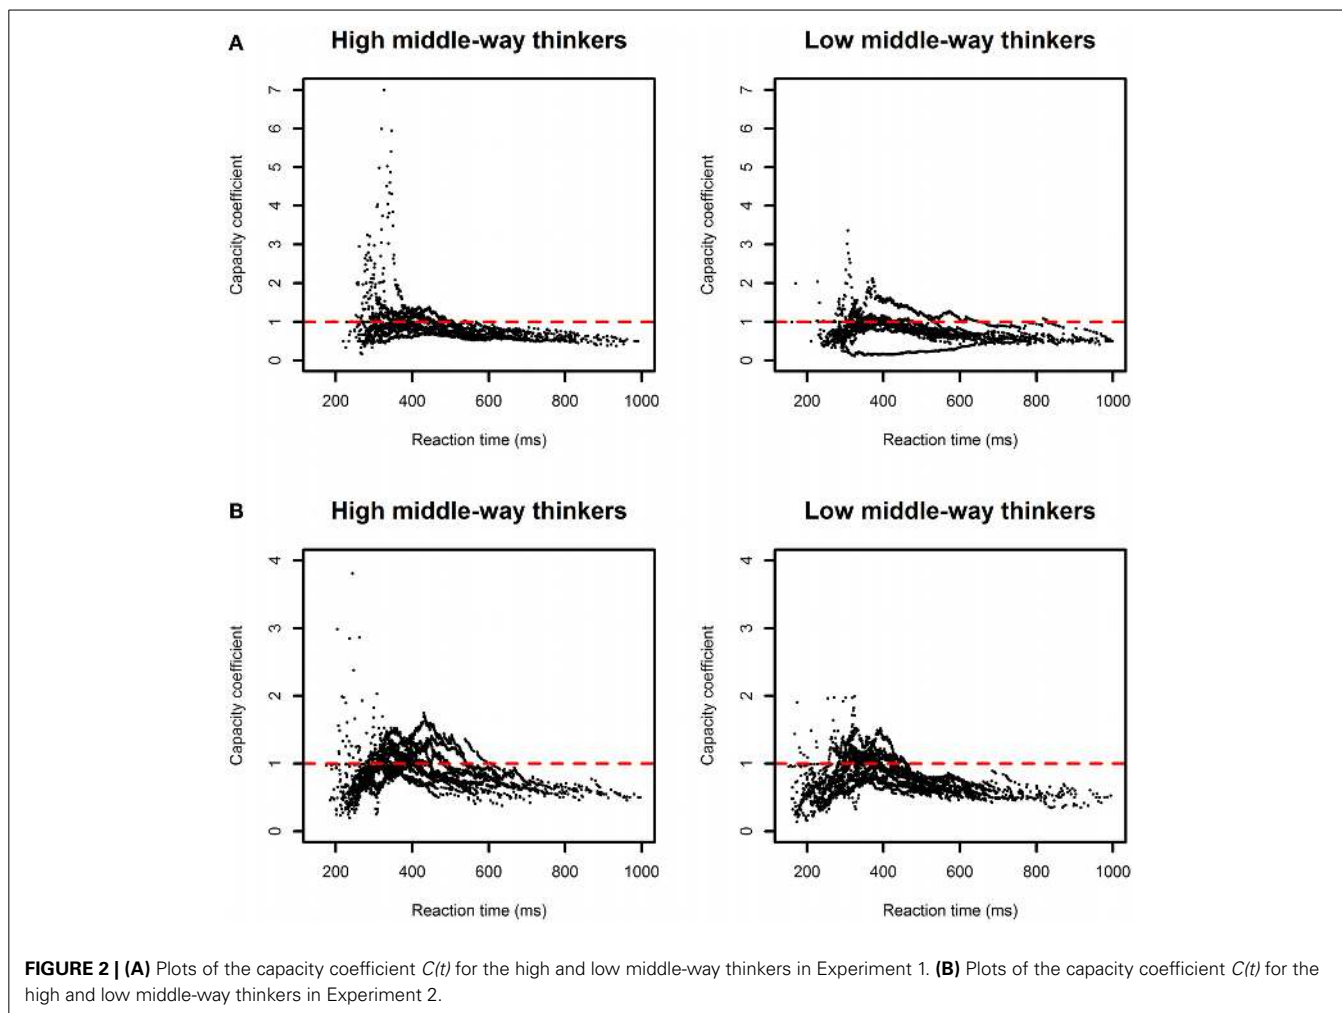 A High middle-way thinkers Low middle-way thinkers
7 7
6 6
5 5
4 4
3 3
2 2
1 1
0 0
Capacity coefficient Capacity coefficient
200 400 600 800 1000 200 400 600 800 1000
Reaction time (ms) Reaction time (ms)
B High middle-way thinkers Low middle-way thinkers
4 4
3 3
2 2
1 1
0 0
Capacity coefficient Capacity coefficient
200 400 600 800 1000 200 400 600 800 1000
Reaction time (ms) Reaction time (ms)
FIGURE 2 | (A) Plots of the capacity coefficient C(t) for the high and low middle-way thinkers in Experiment 1. (B) Plots of the capacity coefficient C(t) for the
high and low middle-way thinkers in Experiment 2.